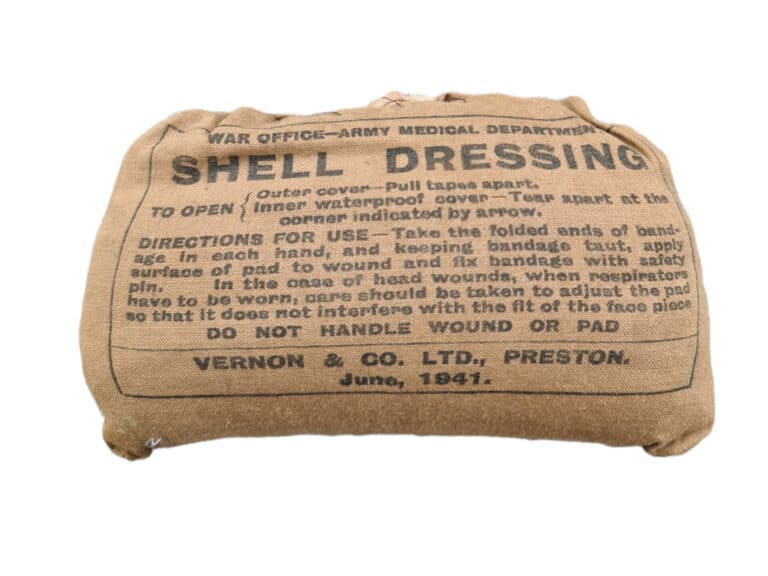 WAR OFFICE—ARMY MEDICAL DEPARTMEN
SHELL DRESSING
TO OPEN { Outer cover—Pull tapes apart.
Inner waterproof cover—Tear apart at the
corner indicated by arrow.
DIRECTIONS FOR USE—Take the folded ends of band-
age in each hand, and keeping bandage taut, apply
surface of pad to wound and fix bandage with safety
pin. In the case of head wounds, when respirators
have to be worn, care should be taken to adjust the pad
so that it does not interfere with the fit of the face piece
DO NOT HANDLE WOUND OR PAD
VERNON & CO. LTD., PRESTON.
June, 1941.